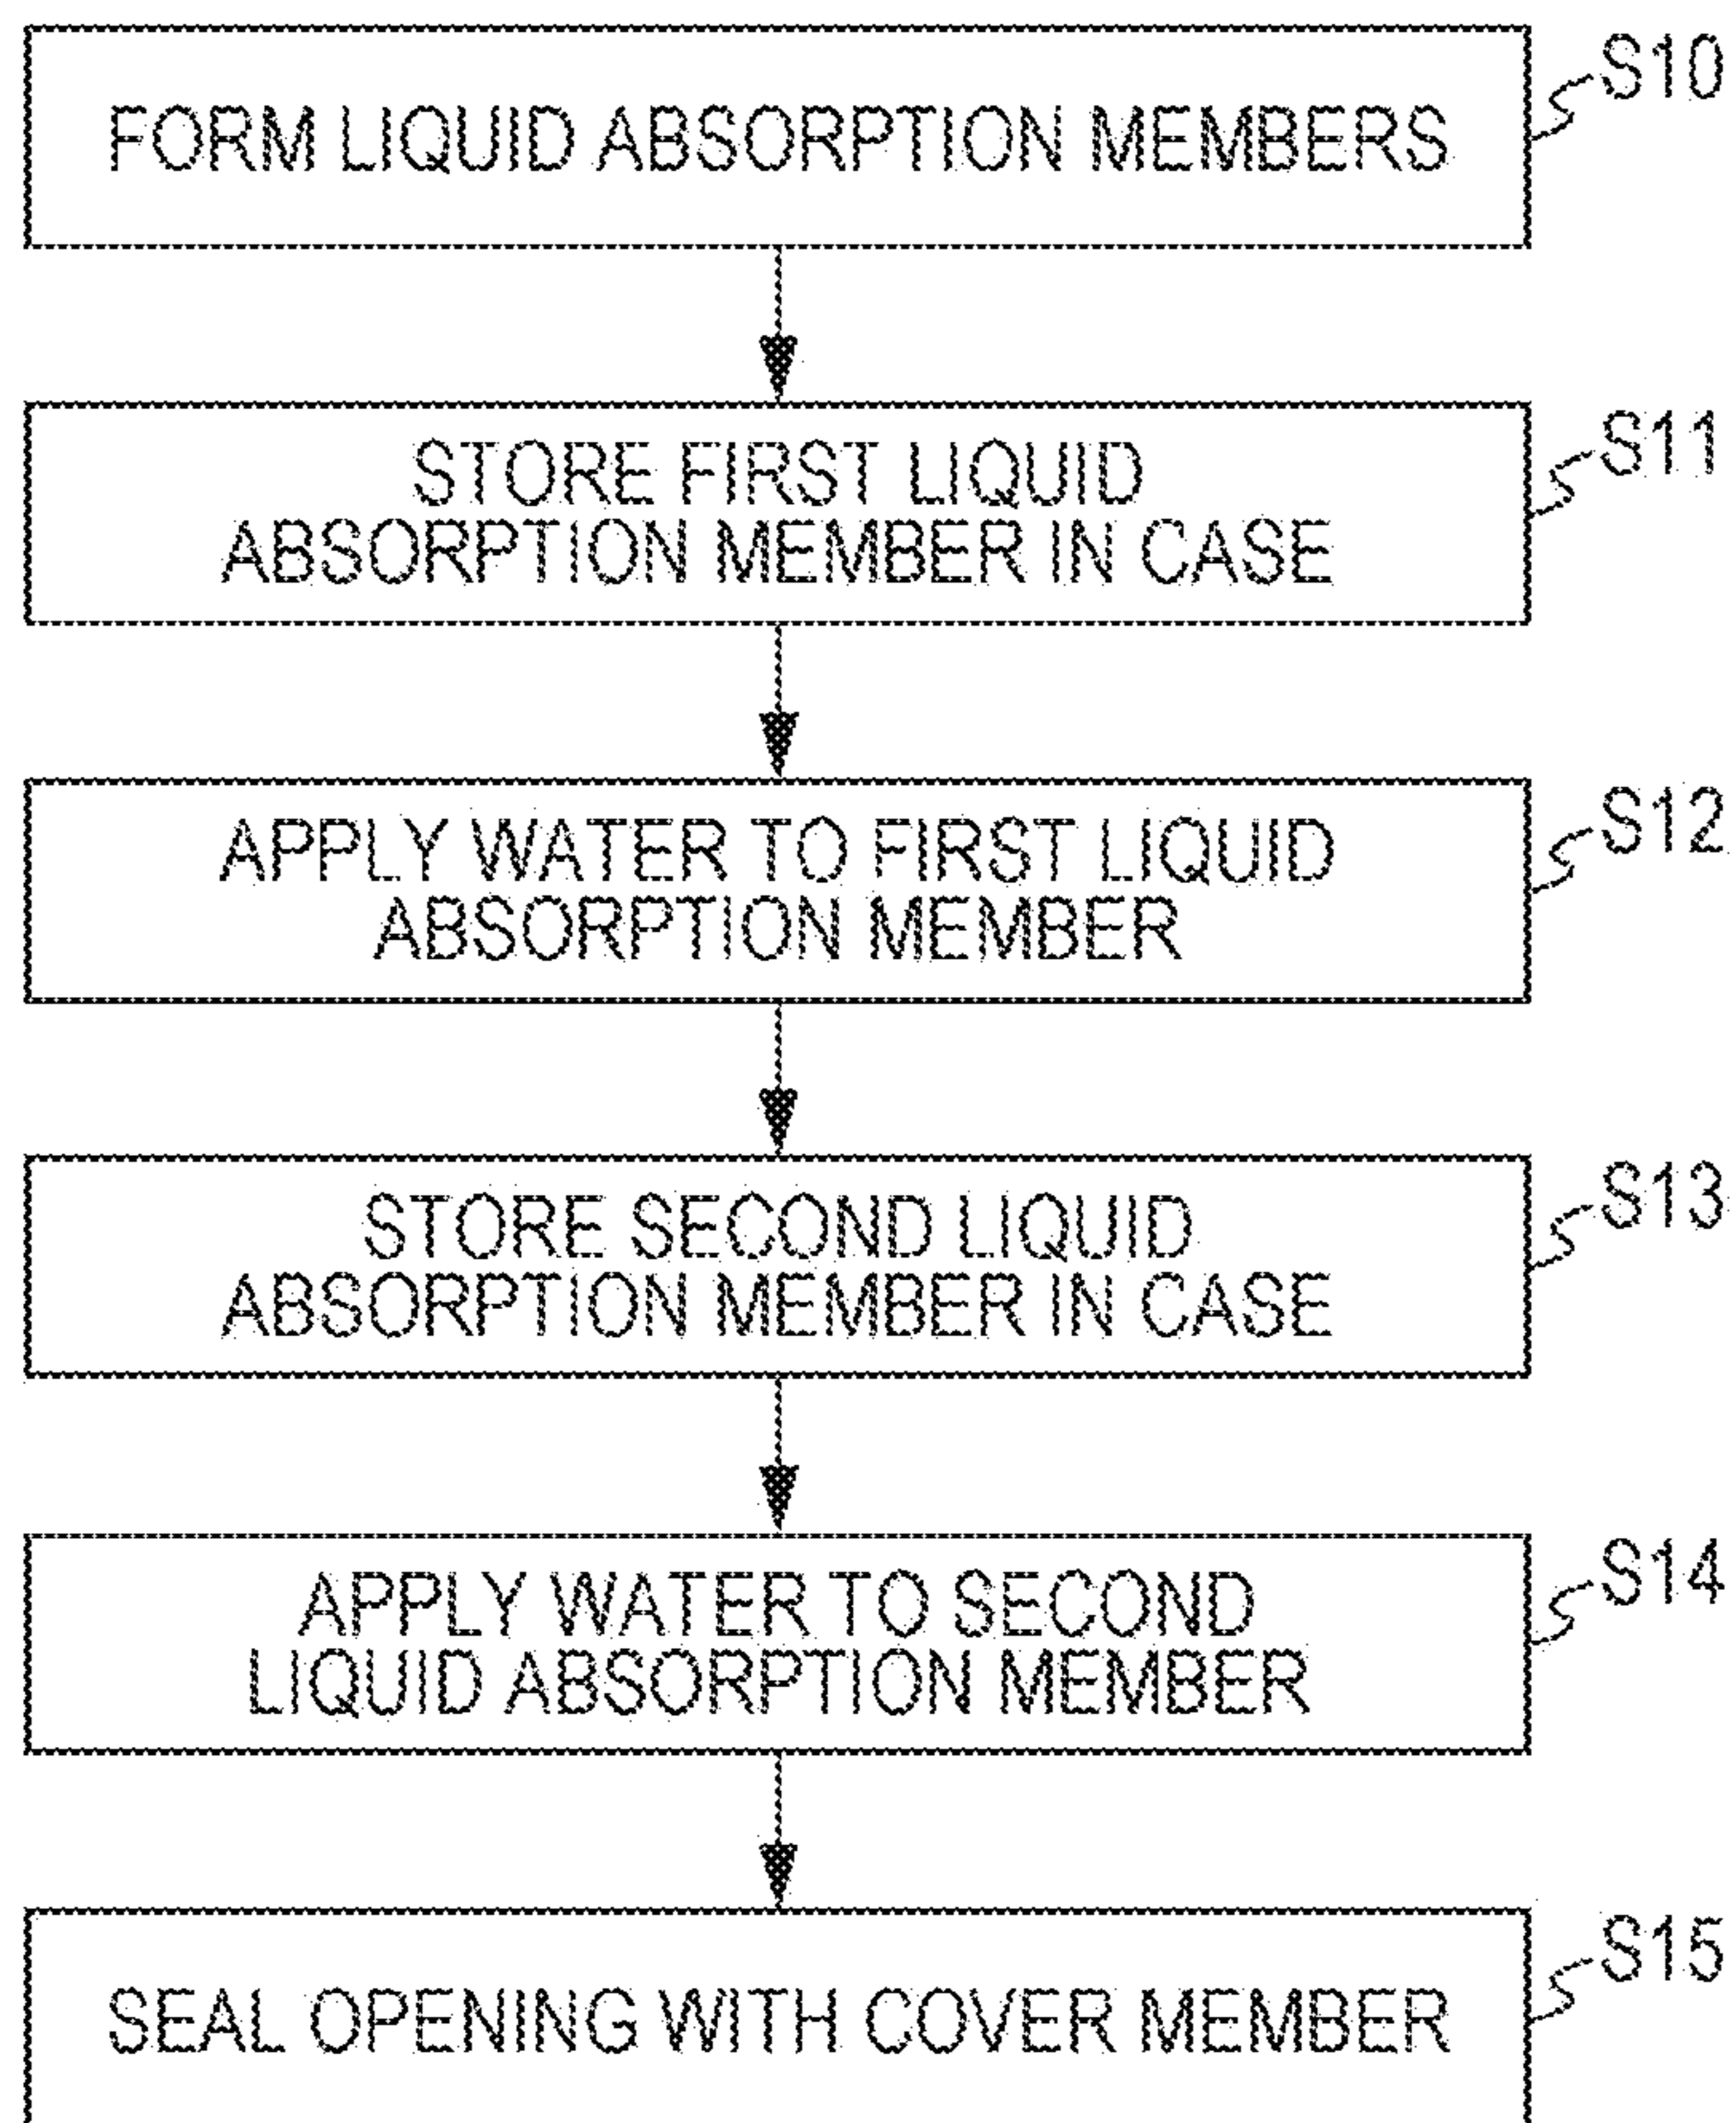 FORM LIQUID ABSORPTION MEMBERS
S10
STORE FIRST LIQUID
ABSORPTION MEMBER IN CASE
S11
APPLY WATER TO FIRST LIQUID
ABSORPTION MEMBER
S12
STORE SECOND LIQUID
ABSORPTION MEMBER IN CASE
S13
APPLY WATER TO SECOND
LIQUID ABSORPTION MEMBER
S14
SEAL OPENING WITH COVER MEMBER
S15